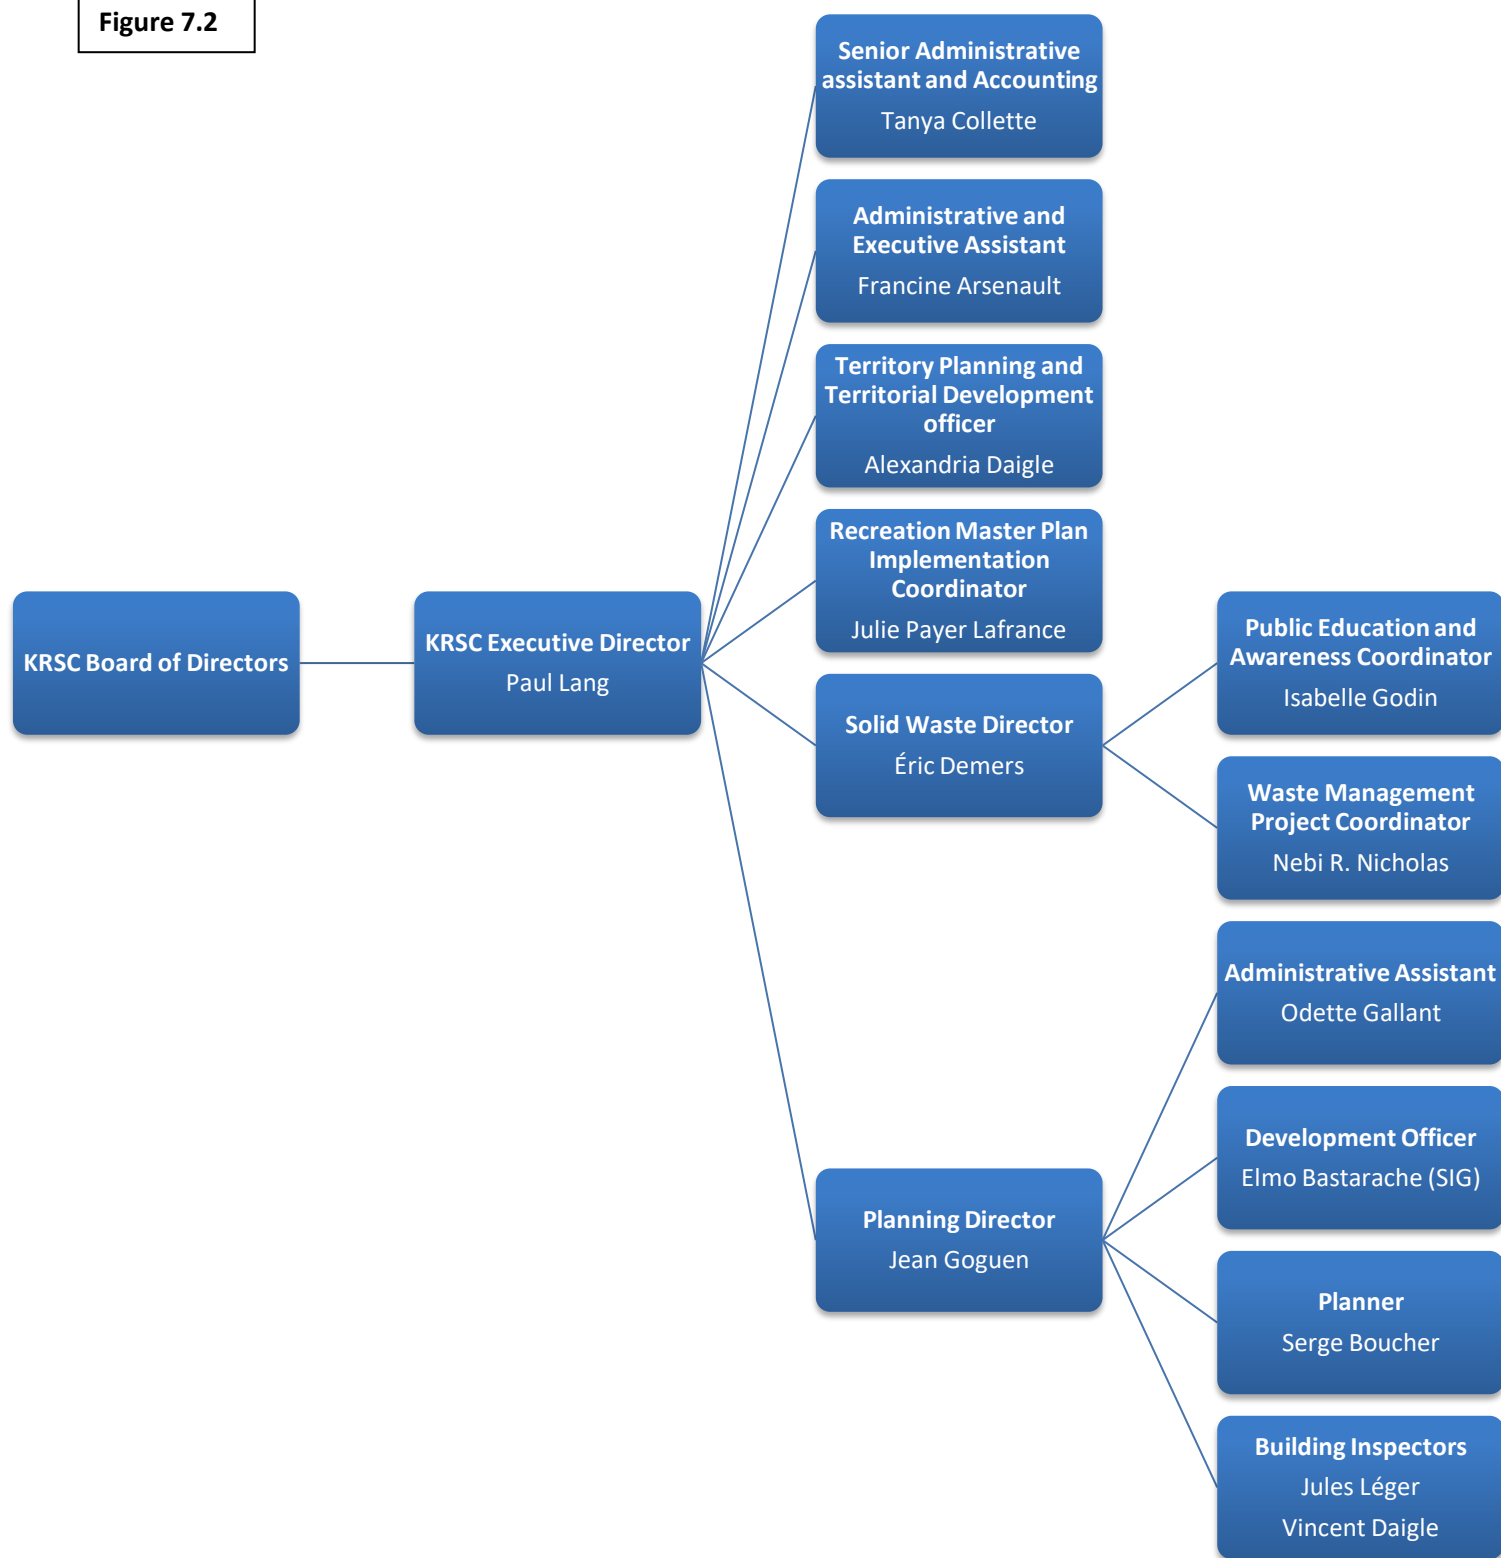 Figure 7.2
Senior Administrative
assistant and Accounting
Tanya Collette
Administrative and
Executive Assistant
Francine Arsenault
Territory Planning and
Territorial Development
officer
Alexandria Daigle
Recreation Master Plan
Implementation
Coordinator
Julie Payer Lafrance
KRSC Board of Directors
KRSC Executive Director
Paul Lang
Solid Waste Director
Éric Demers
Public Education and
Awareness Coordinator
Isabelle Godin
Waste Management
Project Coordinator
Nebi R. Nicholas
Planning Director
Jean Goguen
Administrative Assistant
Odette Gallant
Development Officer
Elmo Bastarache (SIG)
Planner
Serge Boucher
Building Inspectors
Jules Léger
Vincent Daigle